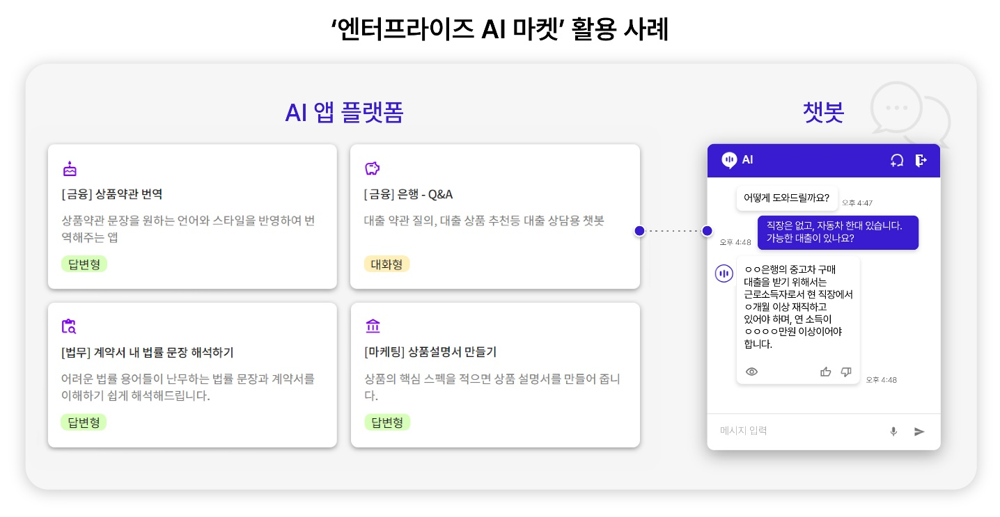 ‘엔터프라이즈 AI 마켓’ 활용 사례
AI 앱 플랫폼
[금융] 상품약관 번역
상품약관 문장을 원하는 언어와 스타일을 반영하여 번
역해주는 앱
답변형
[금융] 은행 - Q&A
대출 약관 질의, 대출 상품 추천등 대출 상담용 챗봇
대화형
[법무] 계약서 내 법률 문장 해석하기
어려운 법률 용어들이 난무하는 법률 문장과 계약서를
이해하기 쉽게 해석해드립니다.
답변형
[마케팅] 상품설명서 만들기
상품의 핵심 스펙을 적으면 상품 설명서를 만들어 줍니
다.
답변형
챗봇
AI
어떻게 도와드릴까요?
오후 4:47
직장은 없고, 자동차 한대 있습니다.
가능한 대출이 있나요?
오후 4:48
ㅇㅇ은행의 중고차 구매
대출을 받기 위해서는
근로소득자로서 현 직장에서
ㅇ개월 이상 재직하고
있어야 하며, 연 소득이
ㅇㅇㅇㅇ만원 이상이어야
합니다.
오후 4:48
메시지 입력